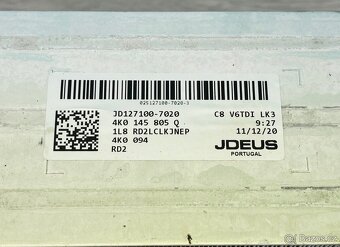 025127100-7020-3
JD127100-7020 C8 V6TDI LK3
4K0 145 805 Q 9:27
1L8 RD2LCLKJNEP 11/12/20
4K0 094
RD2
JDEUS
PORTUGAL